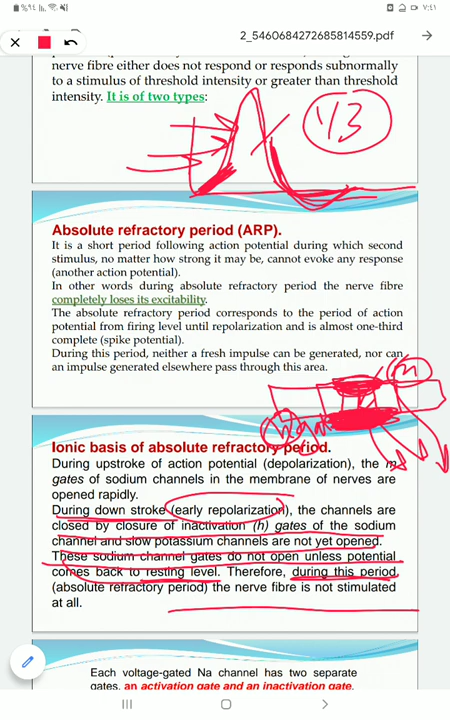 %٩٤
٧:٤١
2_5460684272685814559.pdf
nerve fibre either does not respond or responds subnormally
to a stimulus of threshold intensity or greater than threshold
intensity. It is of two types:
1/3
Absolute refractory period (ARP).
It is a short period following action potential during which second
stimulus, no matter how strong it may be, cannot evoke any response
(another action potential).
In other words during absolute refractory period the nerve fibre
completely loses its excitability.
The absolute refractory period corresponds to the period of action
potential from firing level until repolarization and is almost one-third
complete (spike potential).
During this period, neither a fresh impulse can be generated, nor can
an impulse generated elsewhere pass through this area.
m
h
Ionic basis of absolute refractory period.
During upstroke of action potential (depolarization), the m
gates of sodium channels in the membrane of nerves are
opened rapidly.
During down stroke (early repolarization), the channels are
closed by closure of inactivation (h) gates of the sodium
channel and slow potassium channels are not yet opened.
These sodium channel gates do not open unless potential
comes back to resting level. Therefore, during this period
(absolute refractory period) the nerve fibre is not stimulated
at all.
Each voltage-gated Na channel has two separate
gates, an activation gate and an inactivation gate.